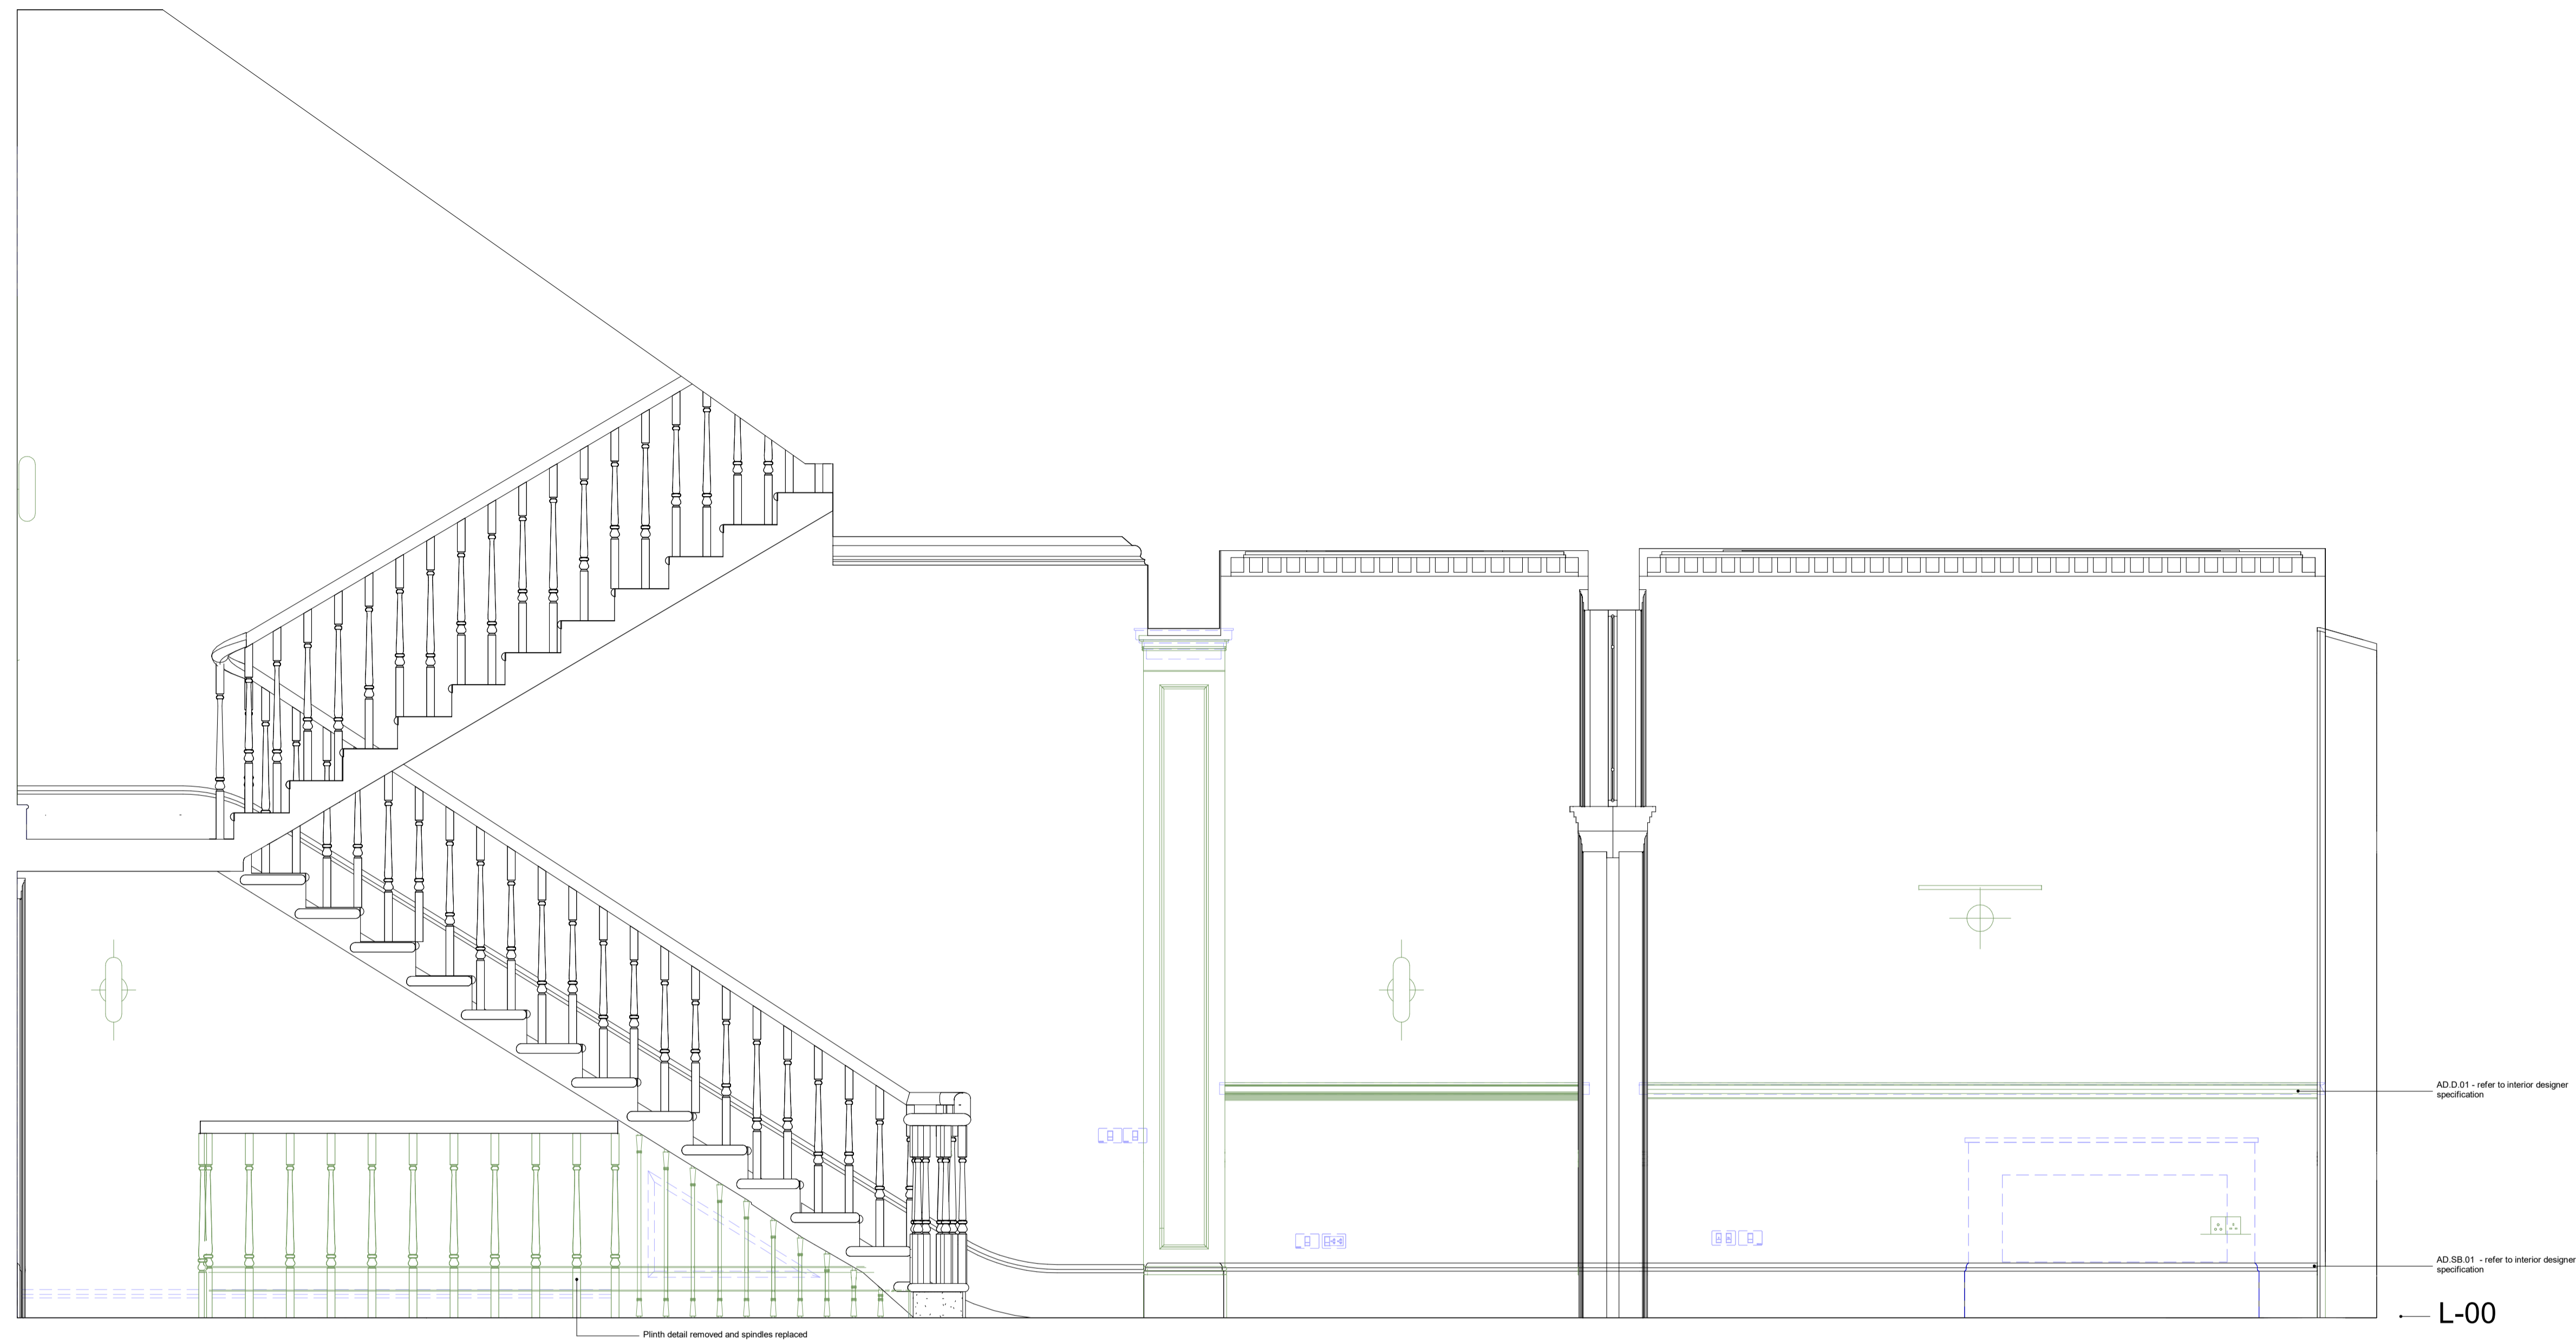 AD.D.01 - refer to interior designer
specification
AD.SB.01 - refer to interior designer
specification
L-00
Plinth detail removed and spindles replaced